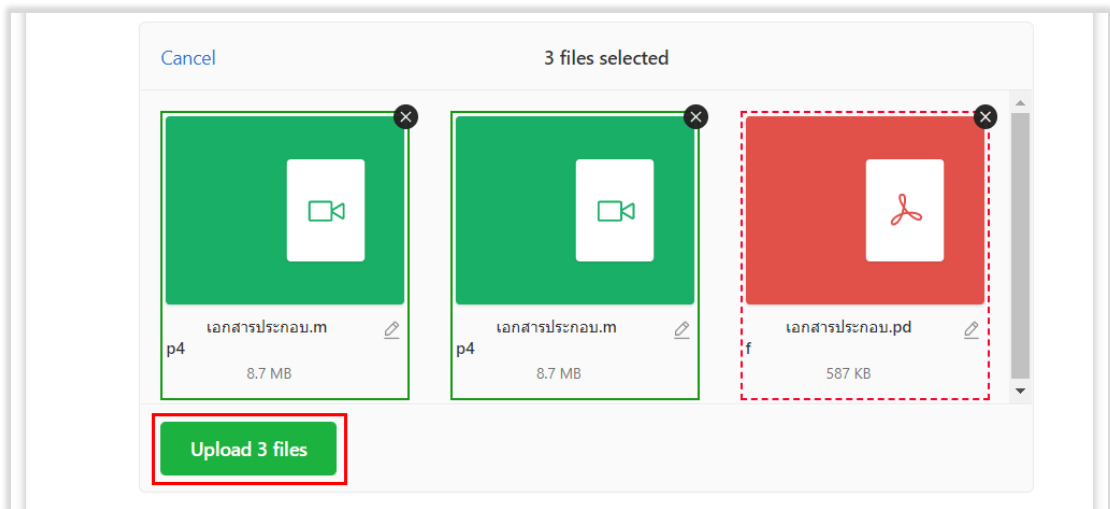 Cancel
3 files selected
เอกสารประกอบ.m
p4
8.7 MB
เอกสารประกอบ.m
p4
8.7 MB
เอกสารประกอบ.pd
f
587 KB
Upload 3 files